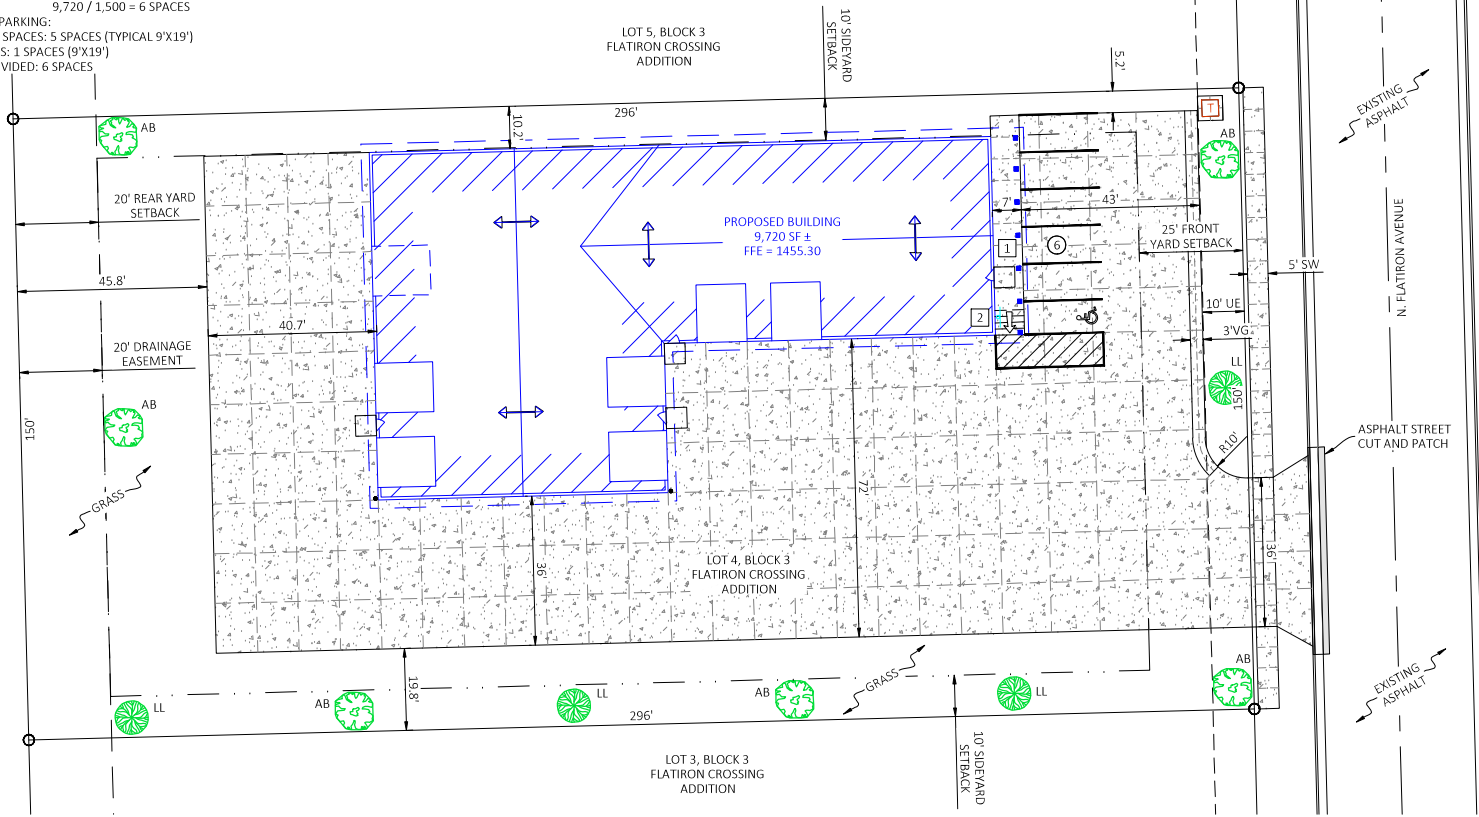 9,720 / 1,500 = 6 SPACES
PARKING:
SPACES: 5 SPACES (TYPICAL 9'X19')
S: 1 SPACES (9'X19')
VIDED: 6 SPACES
LOT 5, BLOCK 3
FLATIRON CROSSING
ADDITION
10' SIDEYARD
SETBACK
5.2'
EXISTING
ASPHALT
296'
10.2'
T
AB
AB
20' REAR YARD
SETBACK
PROPOSED BUILDING
9,720 SF ±
FFE = 1455.30
7'
43'
1
6
25' FRONT
YARD SETBACK
N. FLATIRON AVENUE
5' SW
45.8'
40.7'
2
10' UE
3'VG
20' DRAINAGE
EASEMENT
LL
150'
AB
150'
R10'
ASPHALT STREET
CUT AND PATCH
GRASS
72'
36'
36'
LOT 4, BLOCK 3
FLATIRON CROSSING
ADDITION
19.8'
GRASS
AB
EXISTING
ASPHALT
LL
AB
LL
AB
LL
296'
LOT 3, BLOCK 3
FLATIRON CROSSING
ADDITION
10' SIDEYARD
SETBACK